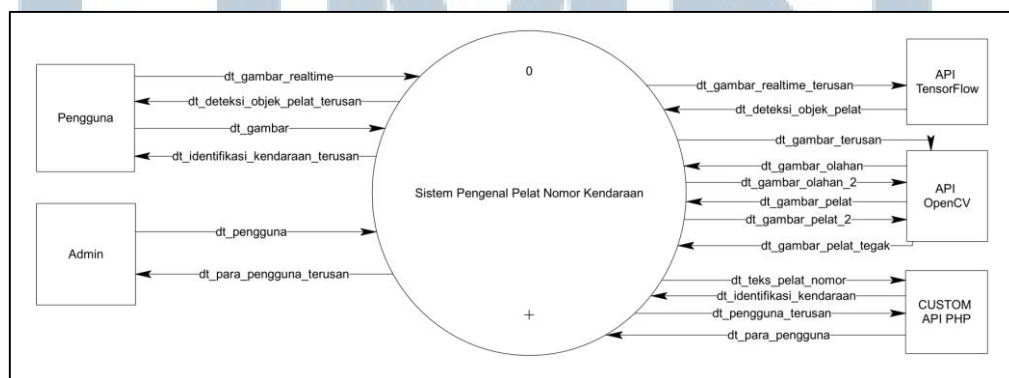 0
Pengguna
dt_gambar_realtime
dt_deteksi_objek_pelat_terusan
dt_gambar
dt_identifikasi_kendaraan_terusan
Admin
dt_pengguna
dt_para_pengguna_terusan
Sistem Pengenal Pelat Nomor Kendaraan
dt_gambar_realtime_terusan
dt_deteksi_objek_pelat
API
TensorFlow
dt_gambar_terusan
dt_gambar_olahan
dt_gambar_olahan_2
dt_gambar_pelat
dt_gambar_pelat_2
dt_gambar_pelat_tegak
API
OpenCV
dt_teks_pelat_nomor
dt_identifikasi_kendaraan
dt_pengguna_terusan
dt_para_pengguna
CUSTOM
API PHP